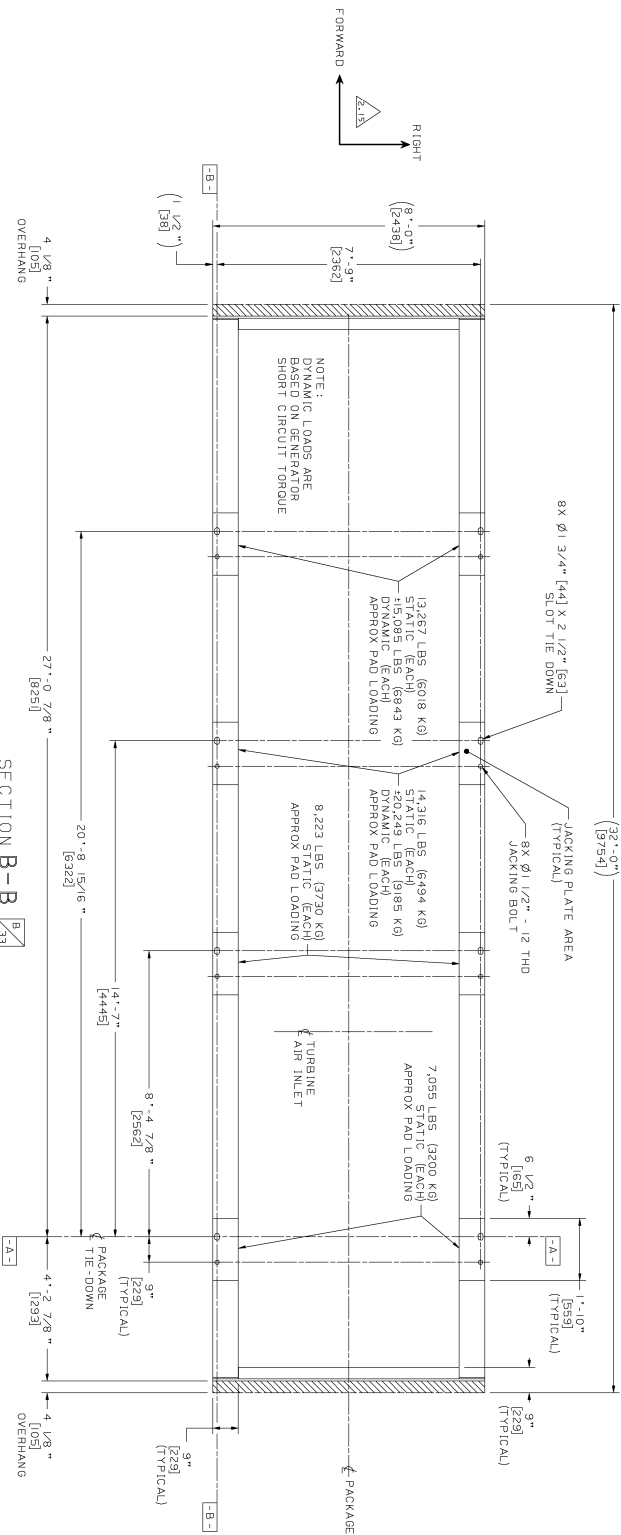 FORWARD
RIGHT
2.15
(32'-0")
[9754]
8X Ø1 3/4" [44] X 2 1/2" [63]
SLOT TIE DOWN
JACKING PLATE AREA
(TYPICAL)
8X Ø1 1/2" - 12 THD
JACKING BOLT
6 1/2"
[165]
(TYPICAL)
1'-10"
[559]
(TYPICAL)
9"
[229]
(TYPICAL)
-A-
(8'-0")
[2438]
7'-9"
[2362]
(1 1/2")
[38]
-B-
NOTE:
DYNAMIC LOADS ARE
BASED ON GENERATOR
SHORT CIRCUIT TORQUE
13,267 LBS (6018 KG)
STATIC (EACH)
±15,085 LBS (6843 KG)
DYNAMIC (EACH)
APPROX PAD LOADING
14,316 LBS (6494 KG)
STATIC (EACH)
±20,249 LBS (9185 KG)
DYNAMIC (EACH)
APPROX PAD LOADING
8,223 LBS (3730 KG)
STATIC (EACH)
APPROX PAD LOADING
7,055 LBS (3200 KG)
STATIC (EACH)
APPROX PAD LOADING
TURBINE
AIR INLET
PACKAGE
-B-
9"
[229]
(TYPICAL)
9"
[229]
(TYPICAL)
PACKAGE
TIE-DOWN
8'-4 7/8"
[2562]
14'-7"
[4445]
20'-8 15/16"
[6322]
4 1/8"
[105]
OVERHANG
27'-0 7/8"
[8251]
4'-2 7/8"
[1293]
4 1/8"
[105]
OVERHANG
-A-
SECTION B-B
B
33